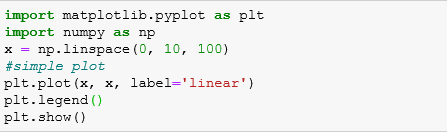 import matplotlib.pyplot as plt
import numpy as np
x = np.linspace(0, 10, 100)
#simple plot
plt.plot(x, x, label='linear')
plt.legend()
plt.show()